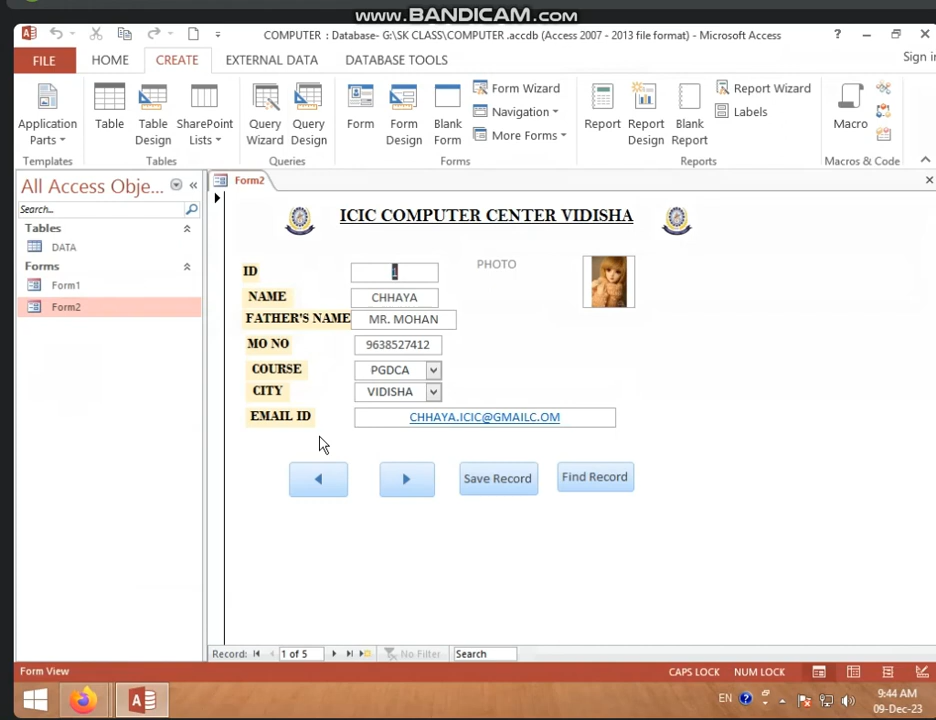 www.BANDICAM.com
COMPUTER : Database- G:\SK CLASS\COMPUTER .accdb (Access 2007 - 2013 file format) - Microsoft Access
?
FILE HOME CREATE EXTERNAL DATA DATABASE TOOLS Sign in
Application Parts
Table
Table Design
SharePoint Lists
Query Wizard
Query Design
Form
Form Design
Blank Form
Form Wizard
Navigation
More Forms
Report
Report Design
Blank Report
Report Wizard
Labels
Macro
Templates Tables Queries Forms Reports Macros & Code
All Access Obje... «
Search...
Tables
DATA
Forms
Form1
Form2
Form2
ICIC COMPUTER CENTER VIDISHA
ID 1 PHOTO
NAME CHHAYA
FATHER'S NAME MR. MOHAN
MO NO 9638527412
COURSE PGDCA
CITY VIDISHA
EMAIL ID CHHAYA.ICIC@GMAILC.OM
Save Record Find Record
Record: 1 of 5 No Filter Search
Form View CAPS LOCK NUM LOCK
EN ? 9:44 AM
09-Dec-23